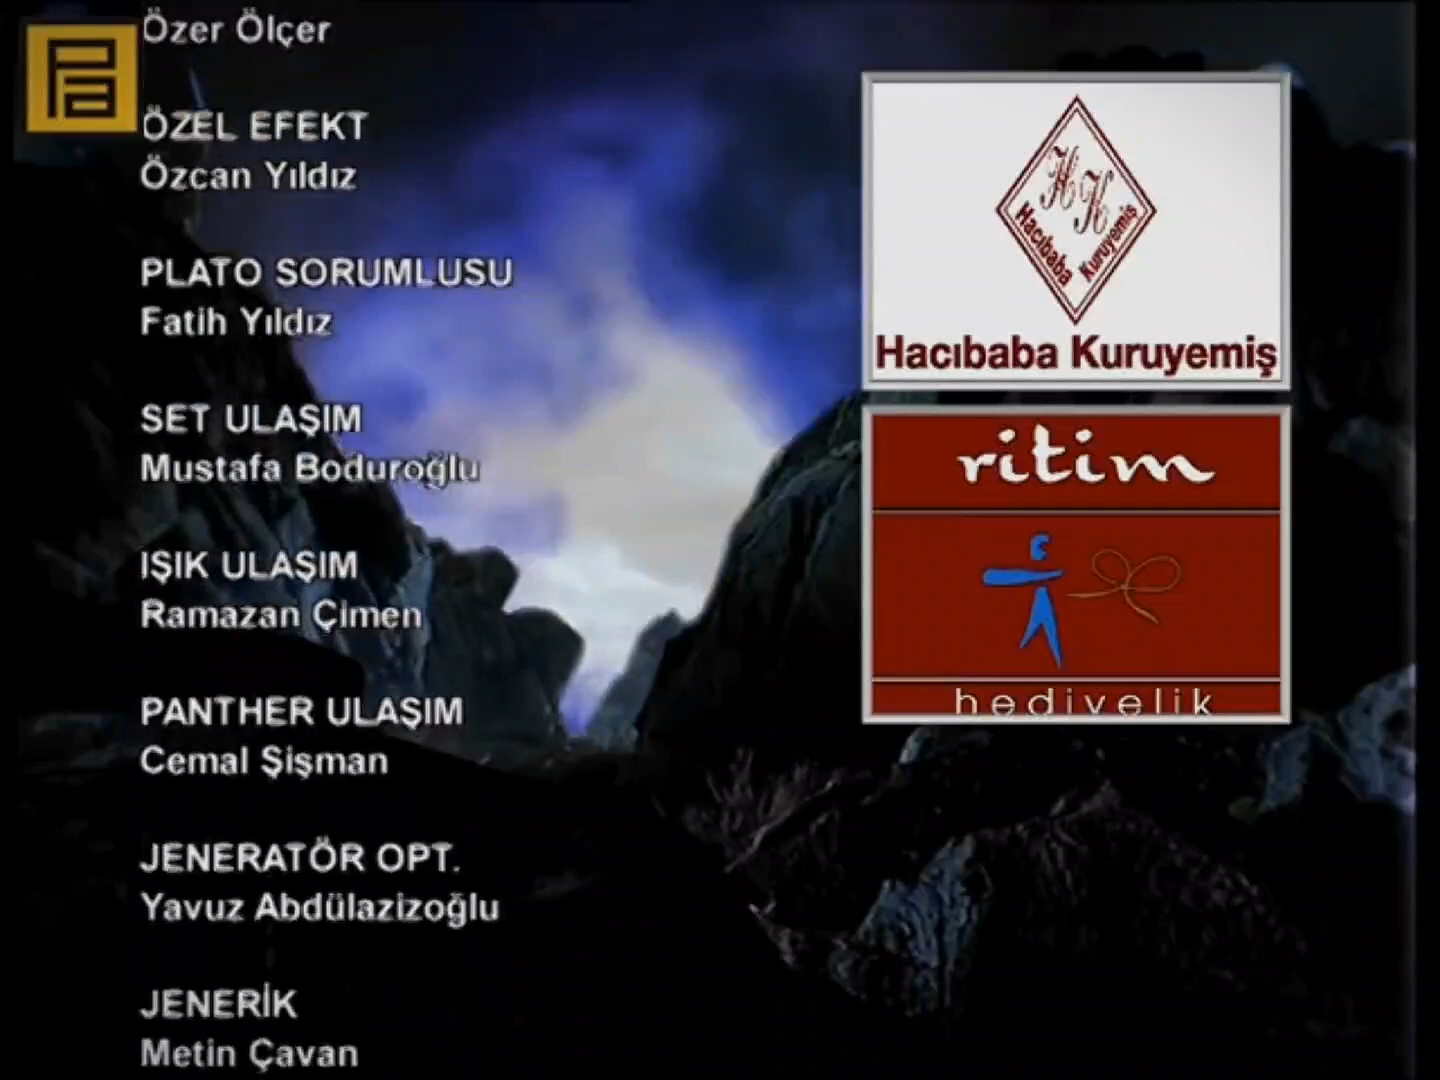 Özer Ölçer
ÖZEL EFEKT
Özcan Yıldız
PLATO SORUMLUSU
Fatih Yıldız
SET ULAŞIM
Mustafa Boduroğlu
IŞIK ULAŞIM
Ramazan Çimen
PANTHER ULAŞIM
Cemal Şişman
JENERATÖR OPT.
Yavuz Abdülazizoğlu
JENERİK
Metin Çavan
H K
Hacıbaba Kuruyemiş
Hacıbaba Kuruyemiş
ritim
hediyelik